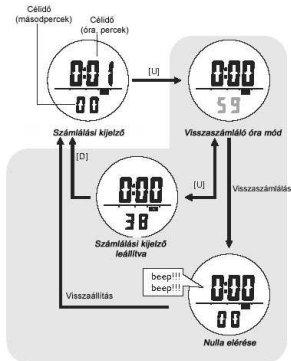 Célidő
(másodpercek)
Célidő
(óra, percek)
0:01
00
[U]
0:00
59
Számlálási kijelző
Visszaszámláló óra mód
[D]
[U]
0:00
38
Számlálási kijelző
leállítva
Visszaszámlálás
beep!!!
beep!!!
0:00
00
Visszaállítás
Nulla elérése